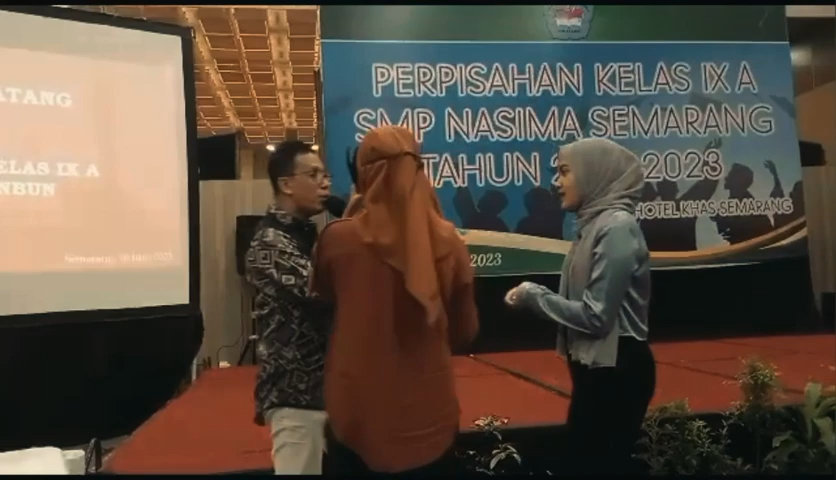 ATANG
ELAS IX A
NBUN
PERPISAHAN KELAS IX A
SMP NASIMA SEMARANG
TAHUN 2023
HOTEL KHAS SEMARANG
2023